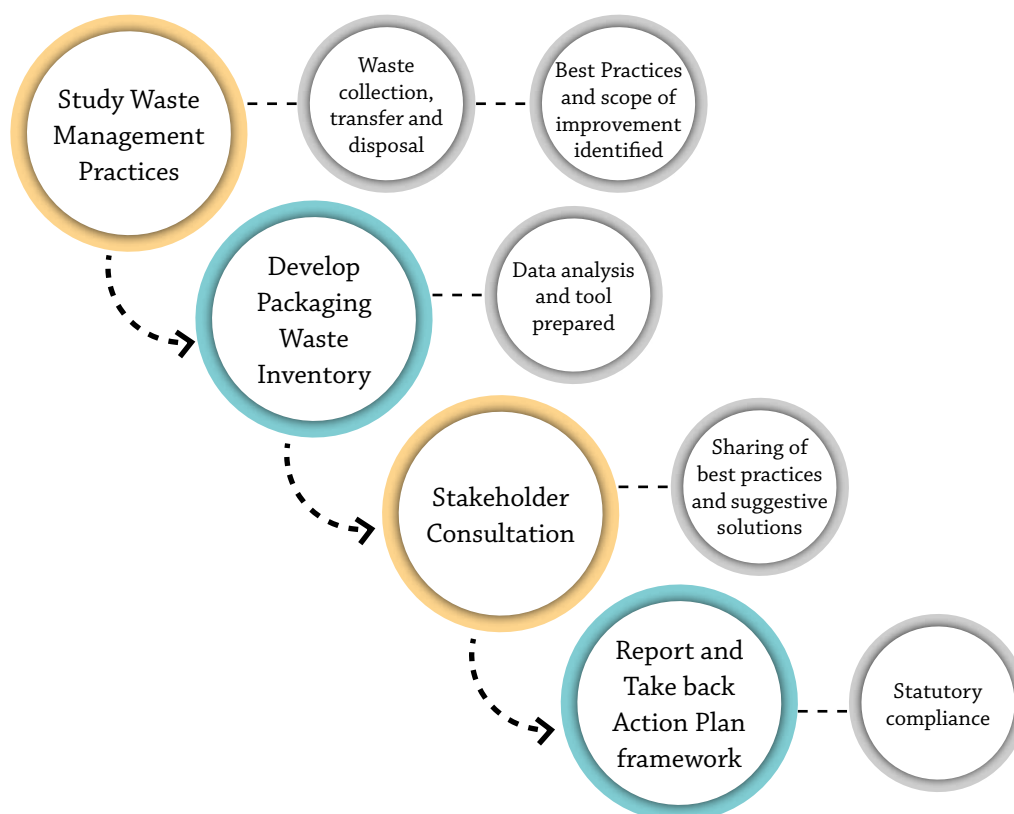 Study Waste
Management
Practices
Waste
collection,
transfer and
disposal
Best Practices
and scope of
improvement
identified
Develop
Packaging
Waste
Inventory
Data analysis
and tool
prepared
Stakeholder
Consultation
Sharing of
best practices
and suggestive
solutions
Report and
Take back
Action Plan
framework
Statutory
compliance